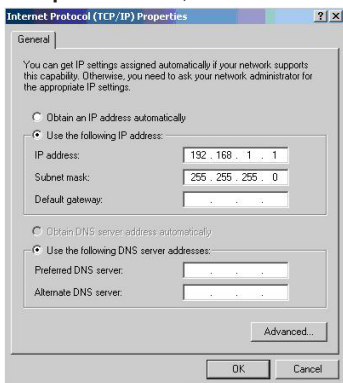 Internet Protocol (TCP/IP) Properties
General
You can get IP settings assigned automatically if your network supports
this capability. Otherwise, you need to ask your network administrator for
the appropriate IP settings.
Obtain an IP address automatically
Use the following IP address:
IP address: 192 . 168 . 1 . 1
Subnet mask: 255 . 255 . 255 . 0
Default gateway: . . .
Obtain DNS server address automatically
Use the following DNS server addresses:
Preferred DNS server: . . .
Alternate DNS server: . . .
Advanced...
OK Cancel